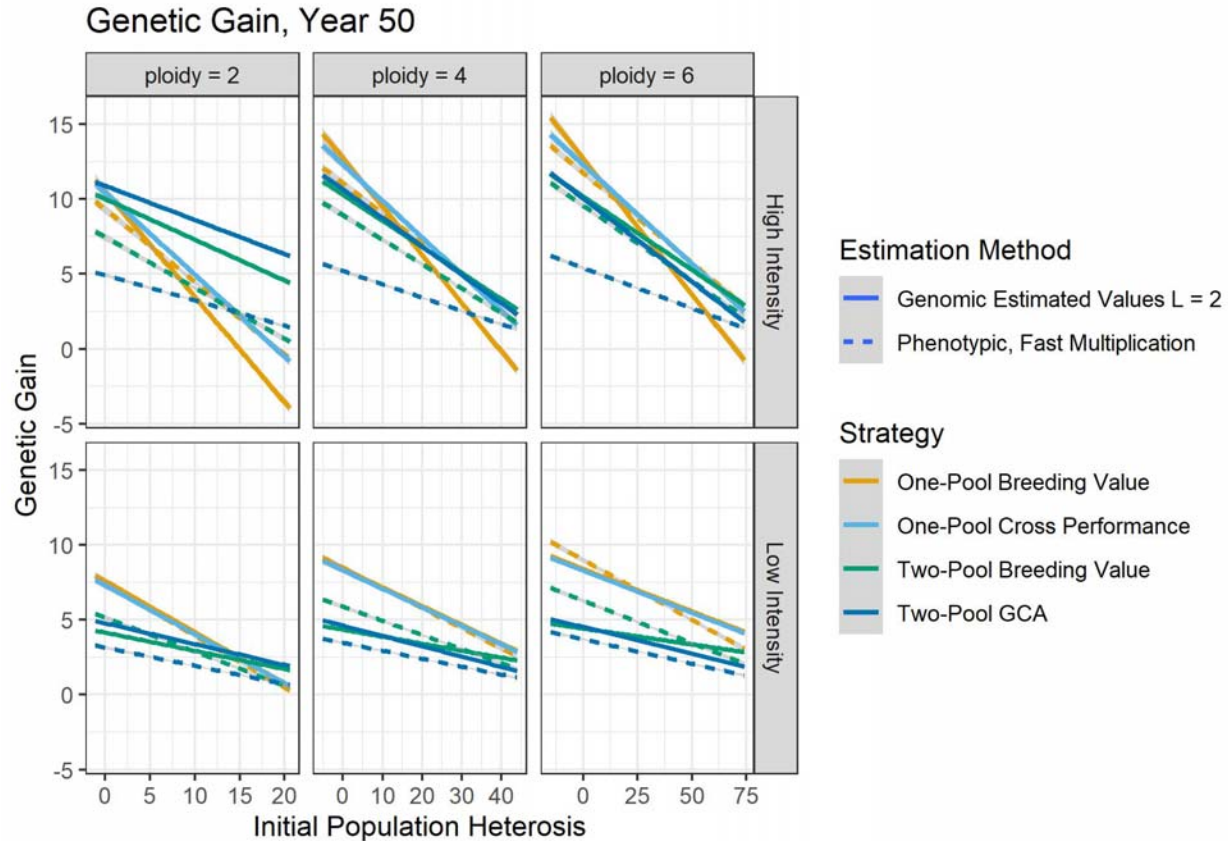 Genetic Gain, Year 50
ploidy = 2
ploidy = 4
ploidy = 6
15
10
5
0
-5
High Intensity
15
10
5
0
-5
Low Intensity
Genetic Gain
0 5 10 15 20
0 10 20 30 40
0 25 50 75
Initial Population Heterosis
Estimation Method
Genomic Estimated Values L = 2
Phenotypic, Fast Multiplication
Strategy
One-Pool Breeding Value
One-Pool Cross Performance
Two-Pool Breeding Value
Two-Pool GCA